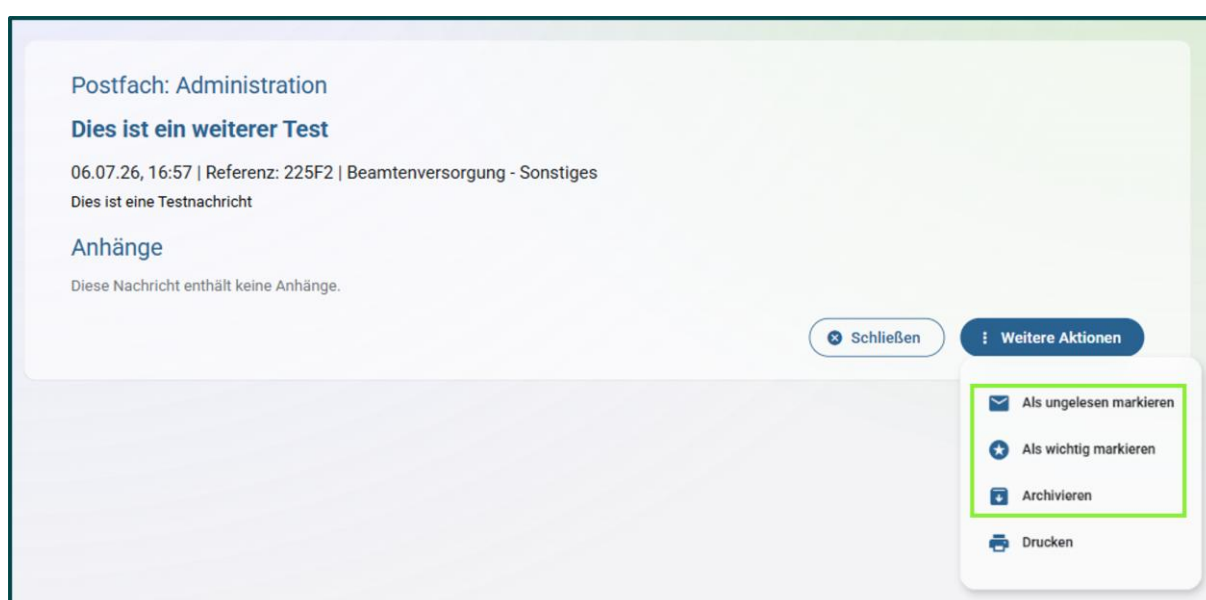 Postfach: Administration
Dies ist ein weiterer Test
06.07.26, 16:57 | Referenz: 225F2 | Beamtenversorgung - Sonstiges
Dies ist eine Testnachricht
Anhänge
Diese Nachricht enthält keine Anhänge.
Schließen
Weitere Aktionen
Als ungelesen markieren
Als wichtig markieren
Archivieren
Drucken